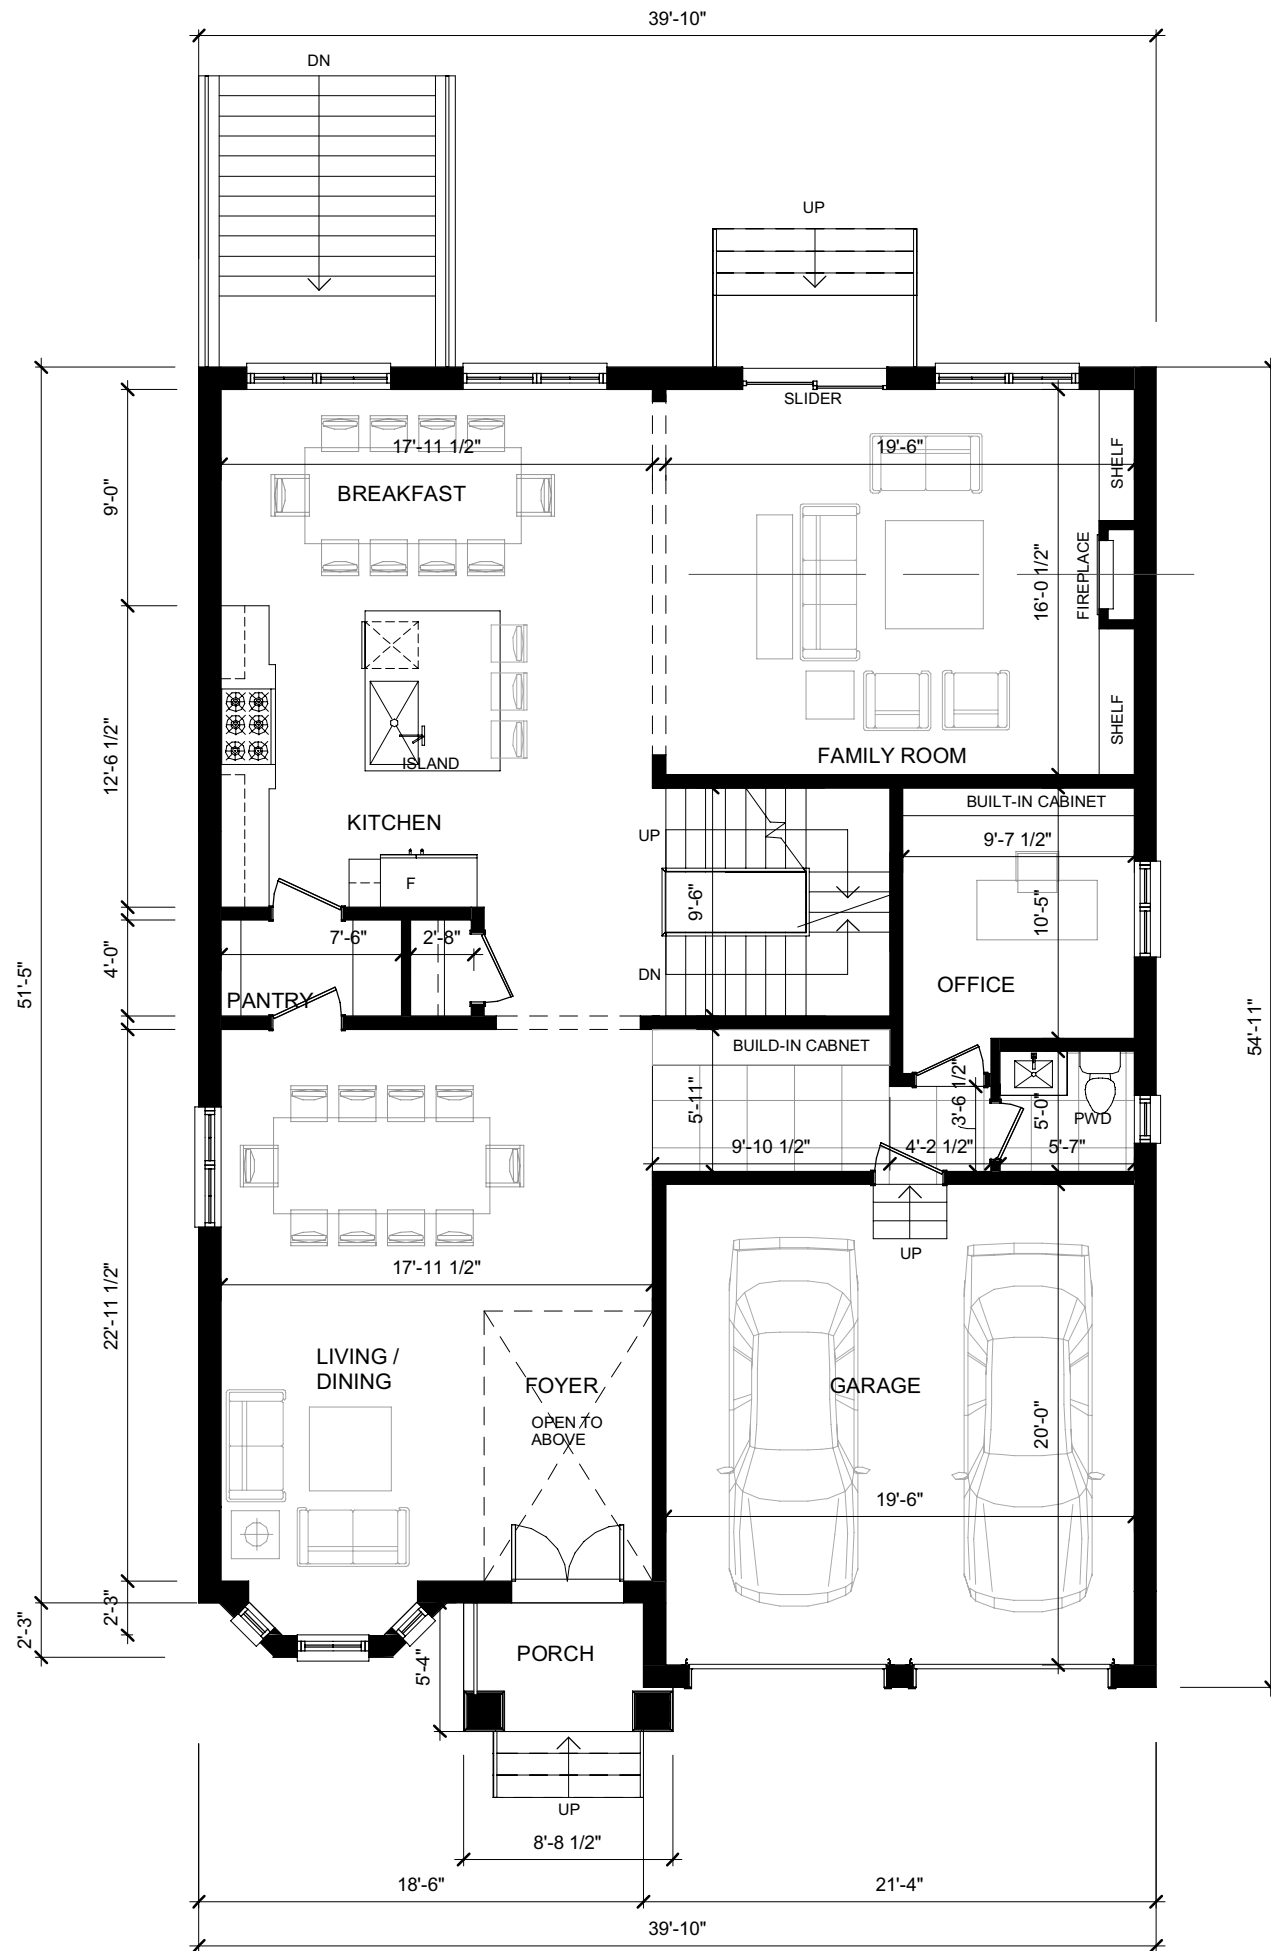 39'-10"
DN
UP
SLIDER
17'-11 1/2"
19'-6"
SHELF
BREAKFAST
9'-0"
16'-0 1/2"
FIREPLACE
SHELF
12'-6 1/2"
ISLAND
FAMILY ROOM
KITCHEN
BUILT-IN CABINET
UP
9'-7 1/2"
F
9'-6"
10'-5"
7'-6"
2'-8"
4'-0"
51'-5"
DN
OFFICE
PANTRY
54'-11"
BUILD-IN CABNET
5'-11"
3'-6 1/2"
5'-0"
PWD
9'-10 1/2"
4'-2 1/2"
5'-7"
UP
17'-11 1/2"
22'-11 1/2"
LIVING /
DINING
FOYER
OPEN TO
ABOVE
GARAGE
20'-0"
19'-6"
2'-3"
2'-3"
5'-4"
PORCH
UP
8'-8 1/2"
18'-6"
21'-4"
39'-10"